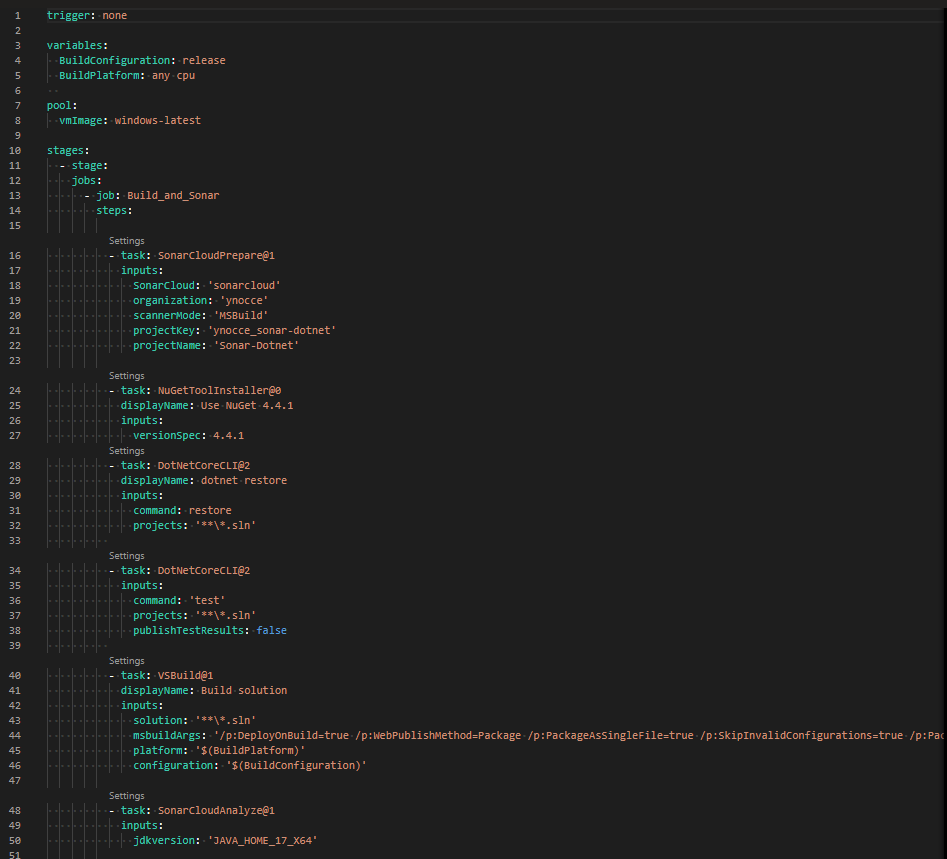 1 trigger: none
2
3 variables:
4 BuildConfiguration: release
5 BuildPlatform: any cpu
6
7 pool:
8 vmImage: windows-latest
9
10 stages:
11 - stage:
12 jobs:
13 - job: Build_and_Sonar
14 steps:
15
Settings
16 - task: SonarCloudPrepare@1
17 inputs:
18 SonarCloud: 'sonarcloud'
19 organization: 'ynocce'
20 scannerMode: 'MSBuild'
21 projectKey: 'ynocce_sonar-dotnet'
22 projectName: 'Sonar-Dotnet'
23
Settings
24 - task: NuGetToolInstaller@0
25 displayName: Use NuGet 4.4.1
26 inputs:
27 versionSpec: 4.4.1
Settings
28 - task: DotNetCoreCLI@2
29 displayName: dotnet restore
30 inputs:
31 command: restore
32 projects: '**\*.sln'
33
Settings
34 - task: DotNetCoreCLI@2
35 inputs:
36 command: 'test'
37 projects: '**\*.sln'
38 publishTestResults: false
39
Settings
40 - task: VSBuild@1
41 displayName: Build solution
42 inputs:
43 solution: '**\*.sln'
44 msbuildArgs: '/p:DeployOnBuild=true /p:WebPublishMethod=Package /p:PackageAsSingleFile=true /p:SkipInvalidConfigurations=true /p:Pac
45 platform: '$(BuildPlatform)'
46 configuration: '$(BuildConfiguration)'
47
Settings
48 - task: SonarCloudAnalyze@1
49 inputs:
50 jdkversion: 'JAVA_HOME_17_X64'
51